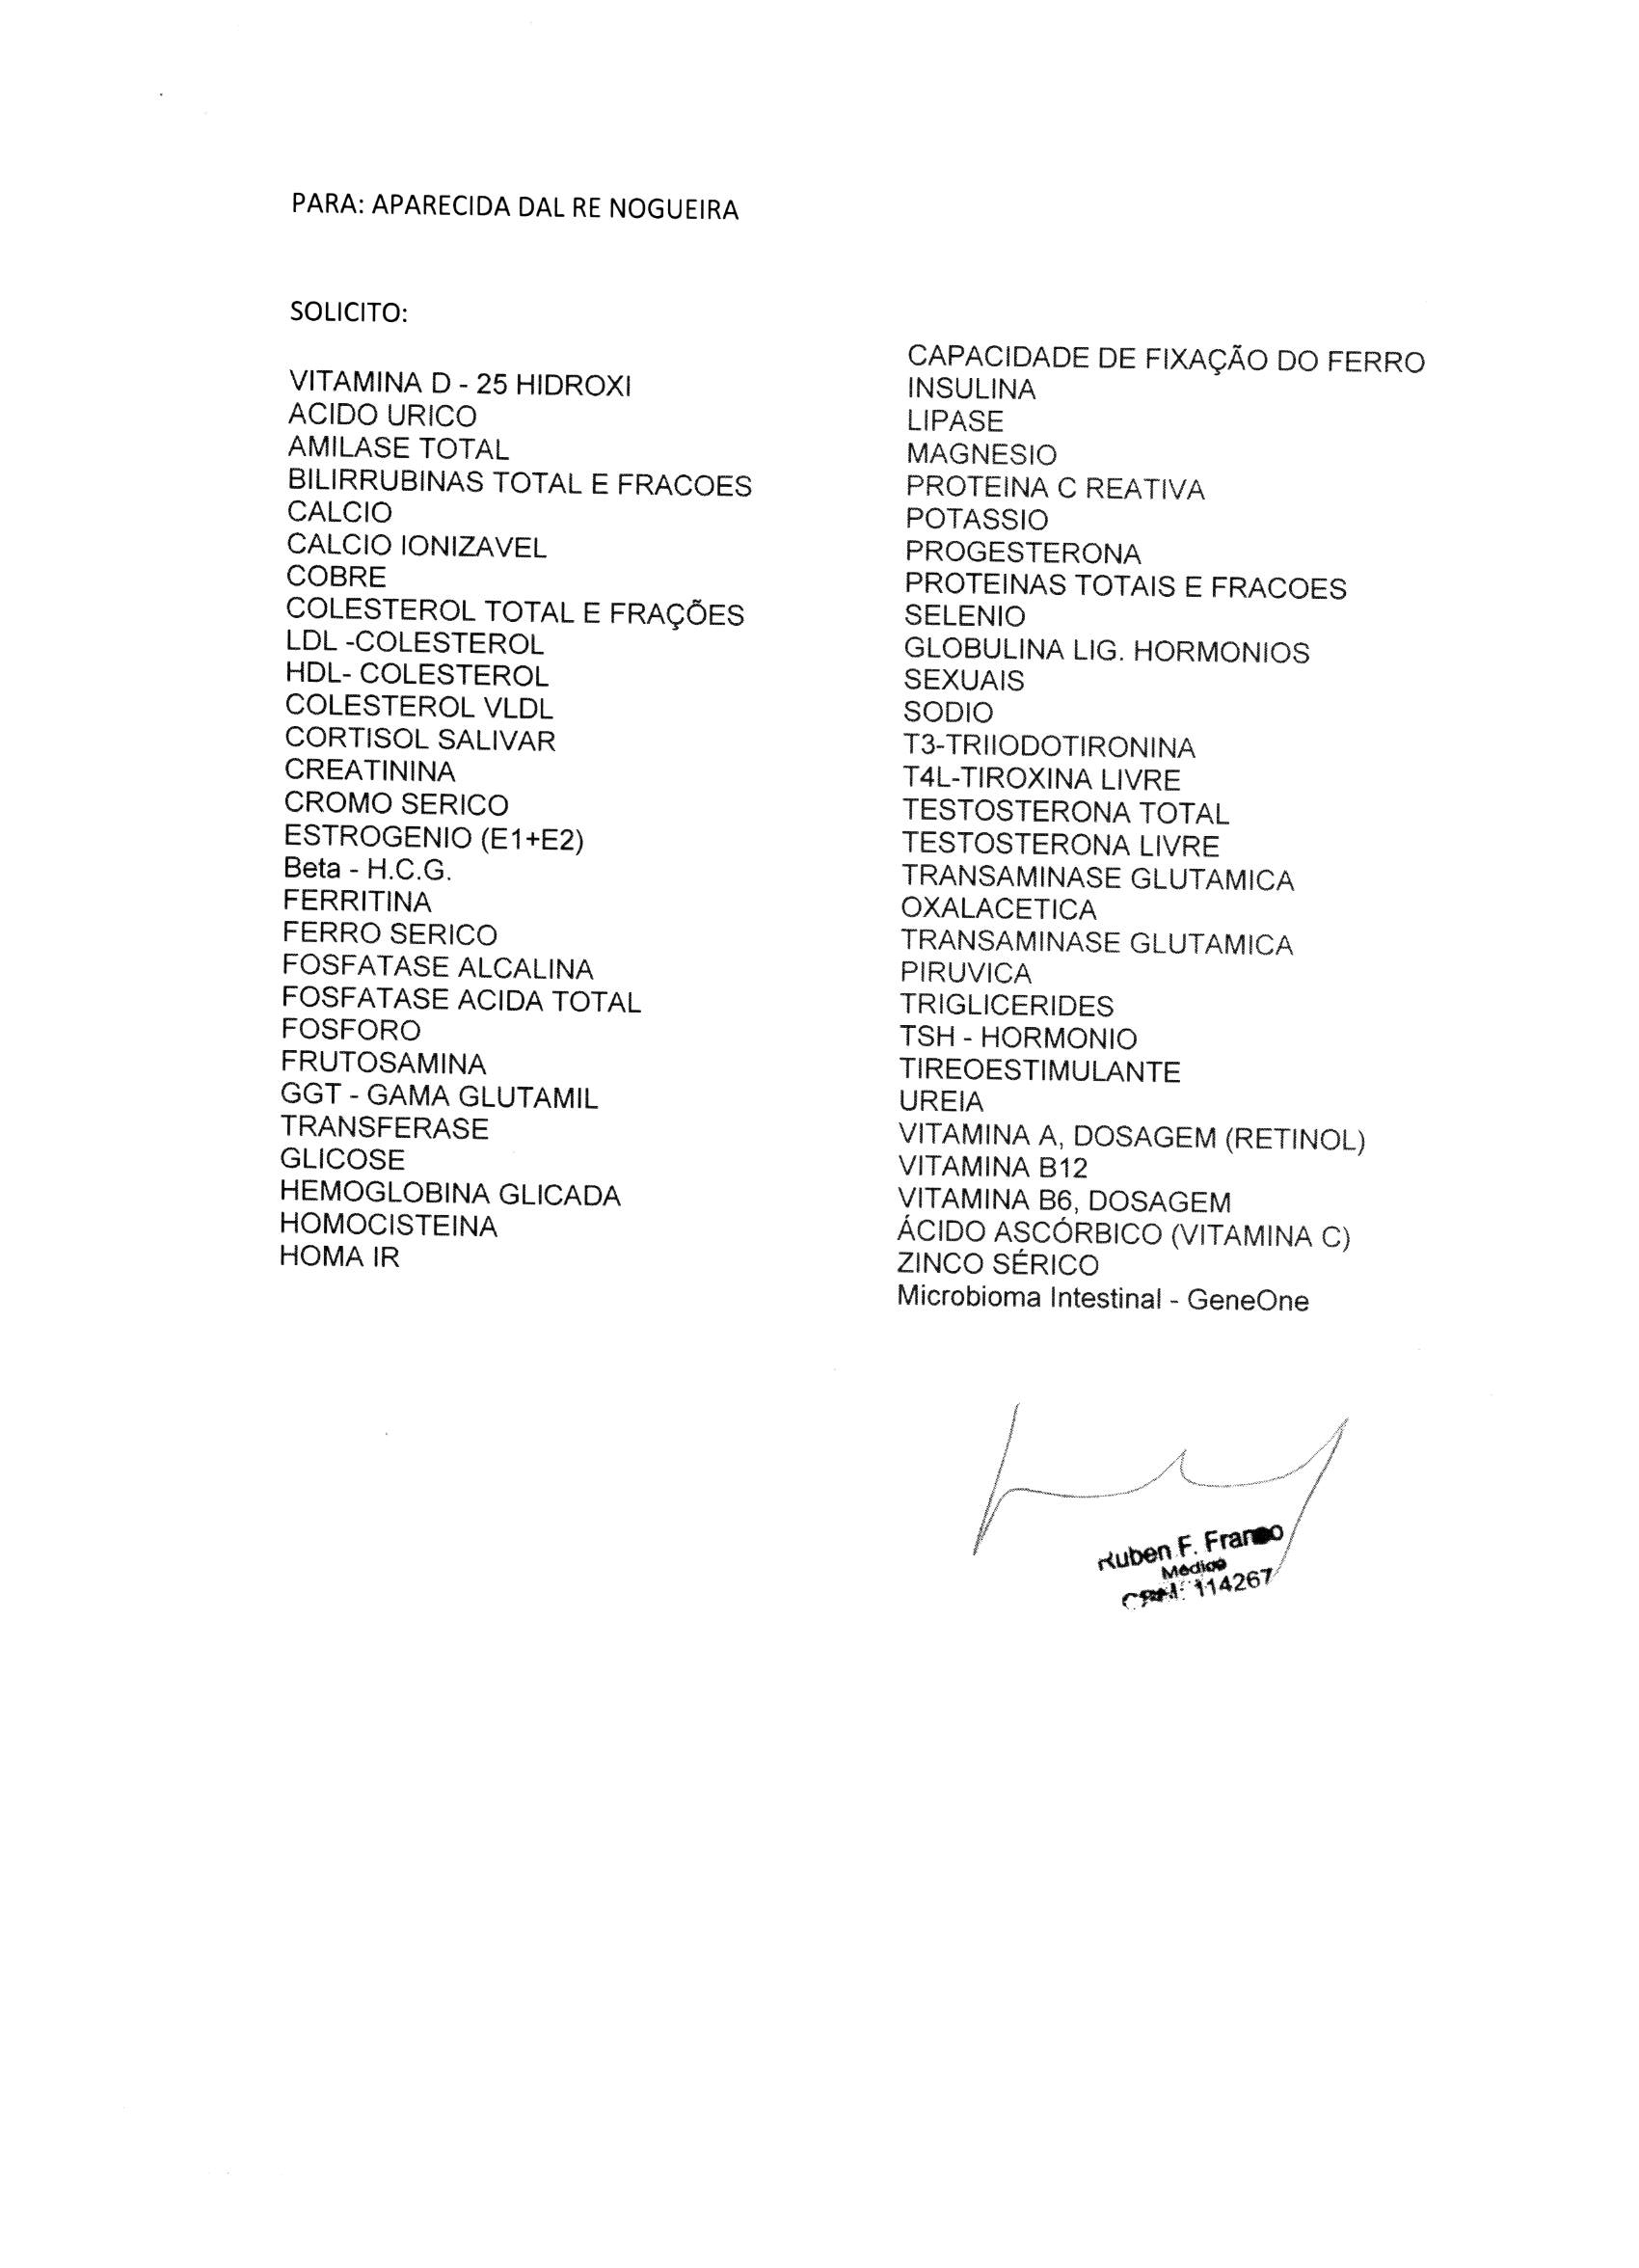 PARA: APARECIDA DAL RE NOGUEIRA
SOLICITO:
VITAMINA D - 25 HIDROXI
ACIDO URICO
AMILASE TOTAL
BILIRRUBINAS TOTAL E FRACOES
CALCIO
CALCIO IONIZAVEL
COBRE
COLESTEROL TOTAL E FRAÇÕES
LDL -COLESTEROL
HDL- COLESTEROL
COLESTEROL VLDL
CORTISOL SALIVAR
CREATININA
CROMO SERICO
ESTROGENIO (E1+E2)
Beta - H.C.G.
FERRITINA
FERRO SERICO
FOSFATASE ALCALINA
FOSFATASE ACIDA TOTAL
FOSFORO
FRUTOSAMINA
GGT - GAMA GLUTAMIL
TRANSFERASE
GLICOSE
HEMOGLOBINA GLICADA
HOMOCISTEINA
HOMA IR
CAPACIDADE DE FIXAÇÃO DO FERRO
INSULINA
LIPASE
MAGNESIO
PROTEINA C REATIVA
POTASSIO
PROGESTERONA
PROTEINAS TOTAIS E FRACOES
SELENIO
GLOBULINA LIG. HORMONIOS
SEXUAIS
SODIO
T3-TRIIODOTIRONINA
T4L-TIROXINA LIVRE
TESTOSTERONA TOTAL
TESTOSTERONA LIVRE
TRANSAMINASE GLUTAMICA
OXALACETICA
TRANSAMINASE GLUTAMICA
PIRUVICA
TRIGLICERIDES
TSH - HORMONIO
TIREOESTIMULANTE
UREIA
VITAMINA A, DOSAGEM (RETINOL)
VITAMINA B12
VITAMINA B6, DOSAGEM
ÁCIDO ASCÓRBICO (VITAMINA C)
ZINCO SÉRICO
Microbioma Intestinal - GeneOne
Ruben F. Franco
Médico
CRM: 114267